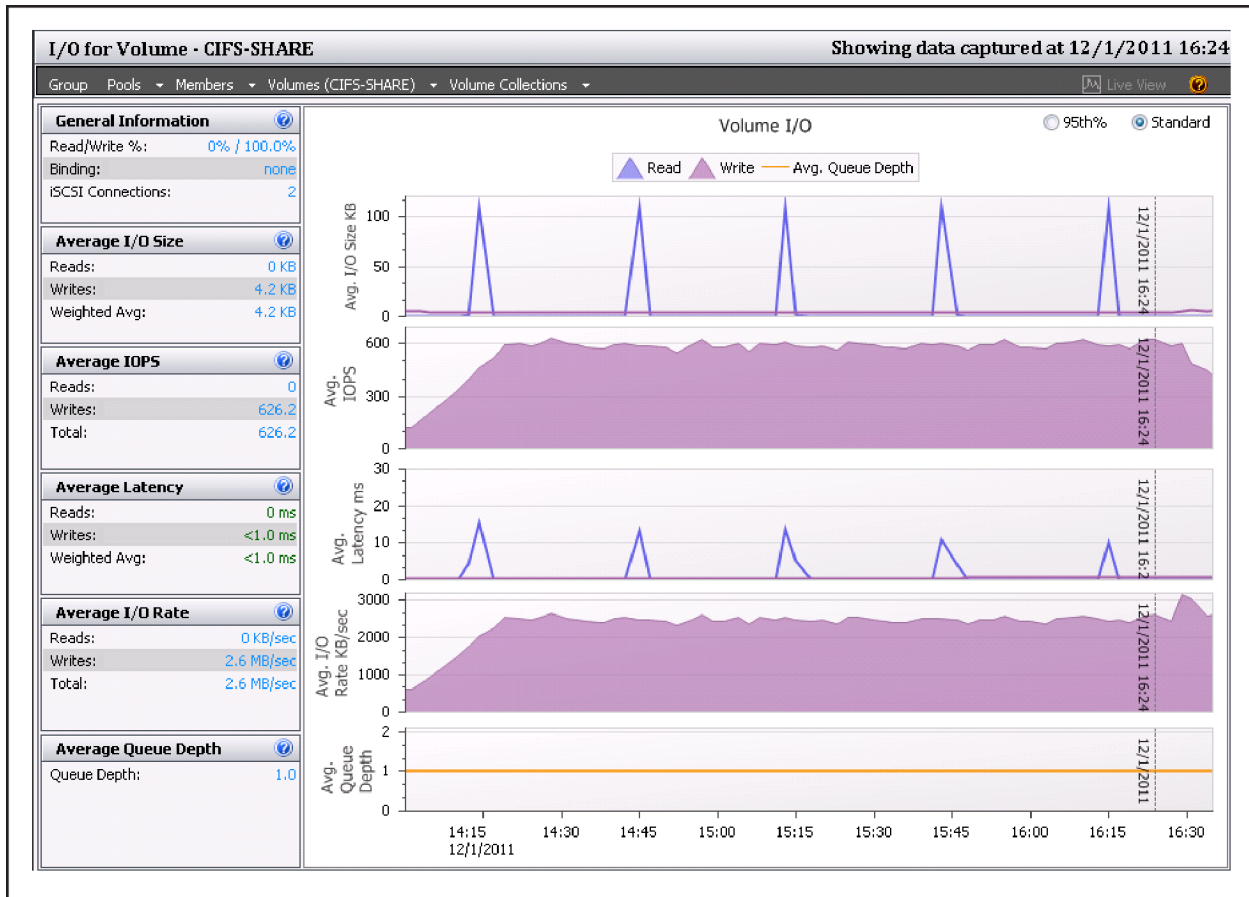 I/O for Volume - CIFS-SHARE
Showing data captured at 12/1/2011 16:24
Group Pools Members Volumes (CIFS-SHARE) Volume Collections Live View
General Information
Read/Write %: 0% / 100.0%
Binding: none
iSCSI Connections: 2
Average I/O Size
Reads: 0 KB
Writes: 4.2 KB
Weighted Avg: 4.2 KB
Average IOPS
Reads: 0
Writes: 626.2
Total: 626.2
Average Latency
Reads: 0 ms
Writes: <1.0 ms
Weighted Avg: <1.0 ms
Average I/O Rate
Reads: 0 KB/sec
Writes: 2.6 MB/sec
Total: 2.6 MB/sec
Average Queue Depth
Queue Depth: 1.0
Volume I/O
95th% Standard
Read Write Avg. Queue Depth
Avg. I/O Size KB
100
50
0
12/1/2011 16:24
Avg.
IOPS
600
300
0
12/1/2011 16:24
Avg.
Latency ms
30
20
10
0
12/1/2011 16:2
Avg. I/O
Rate KB/sec
3000
2000
1000
0
12/1/2011 16:24
Avg.
Queue
Depth
2
1
0
12/1/2011
14:15 14:30 14:45 15:00 15:15 15:30 15:45 16:00 16:15 16:30
12/1/2011